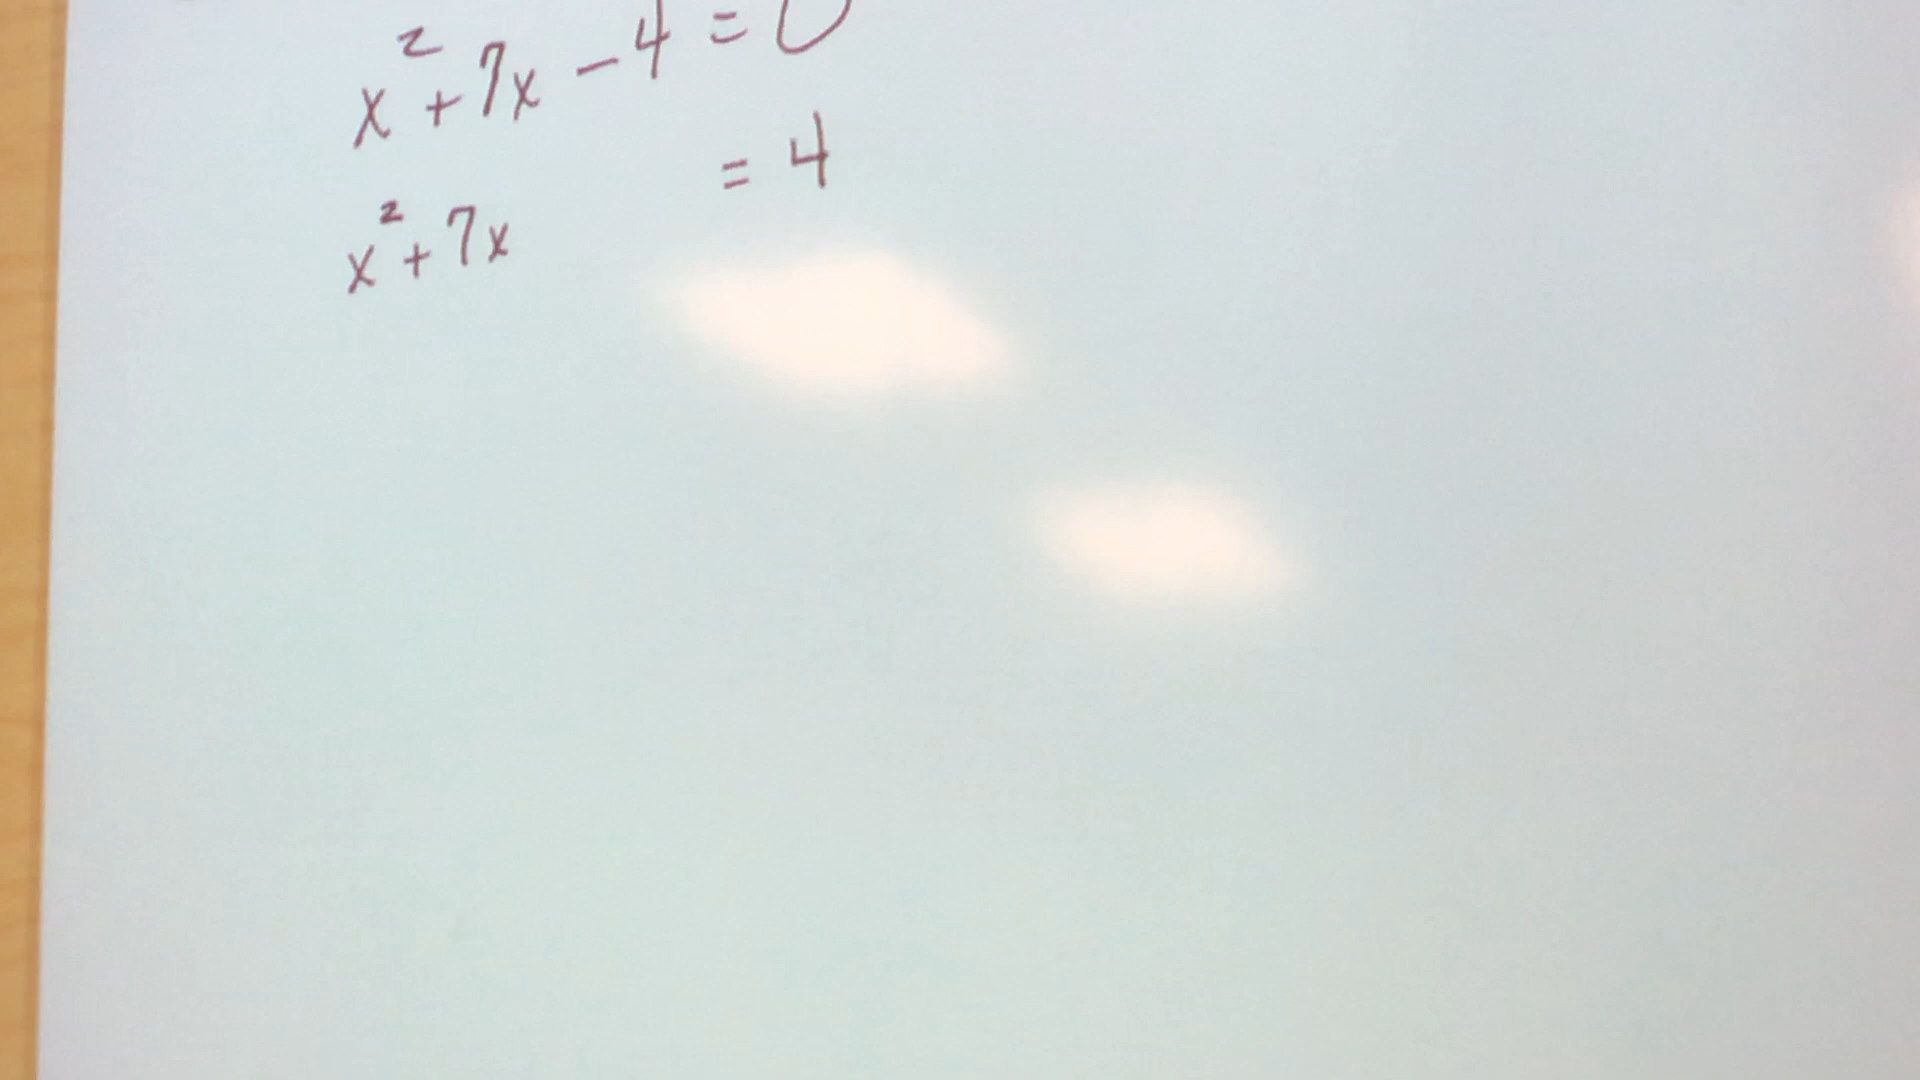 x² + 7x − 4 = 0
x² + 7x = 4